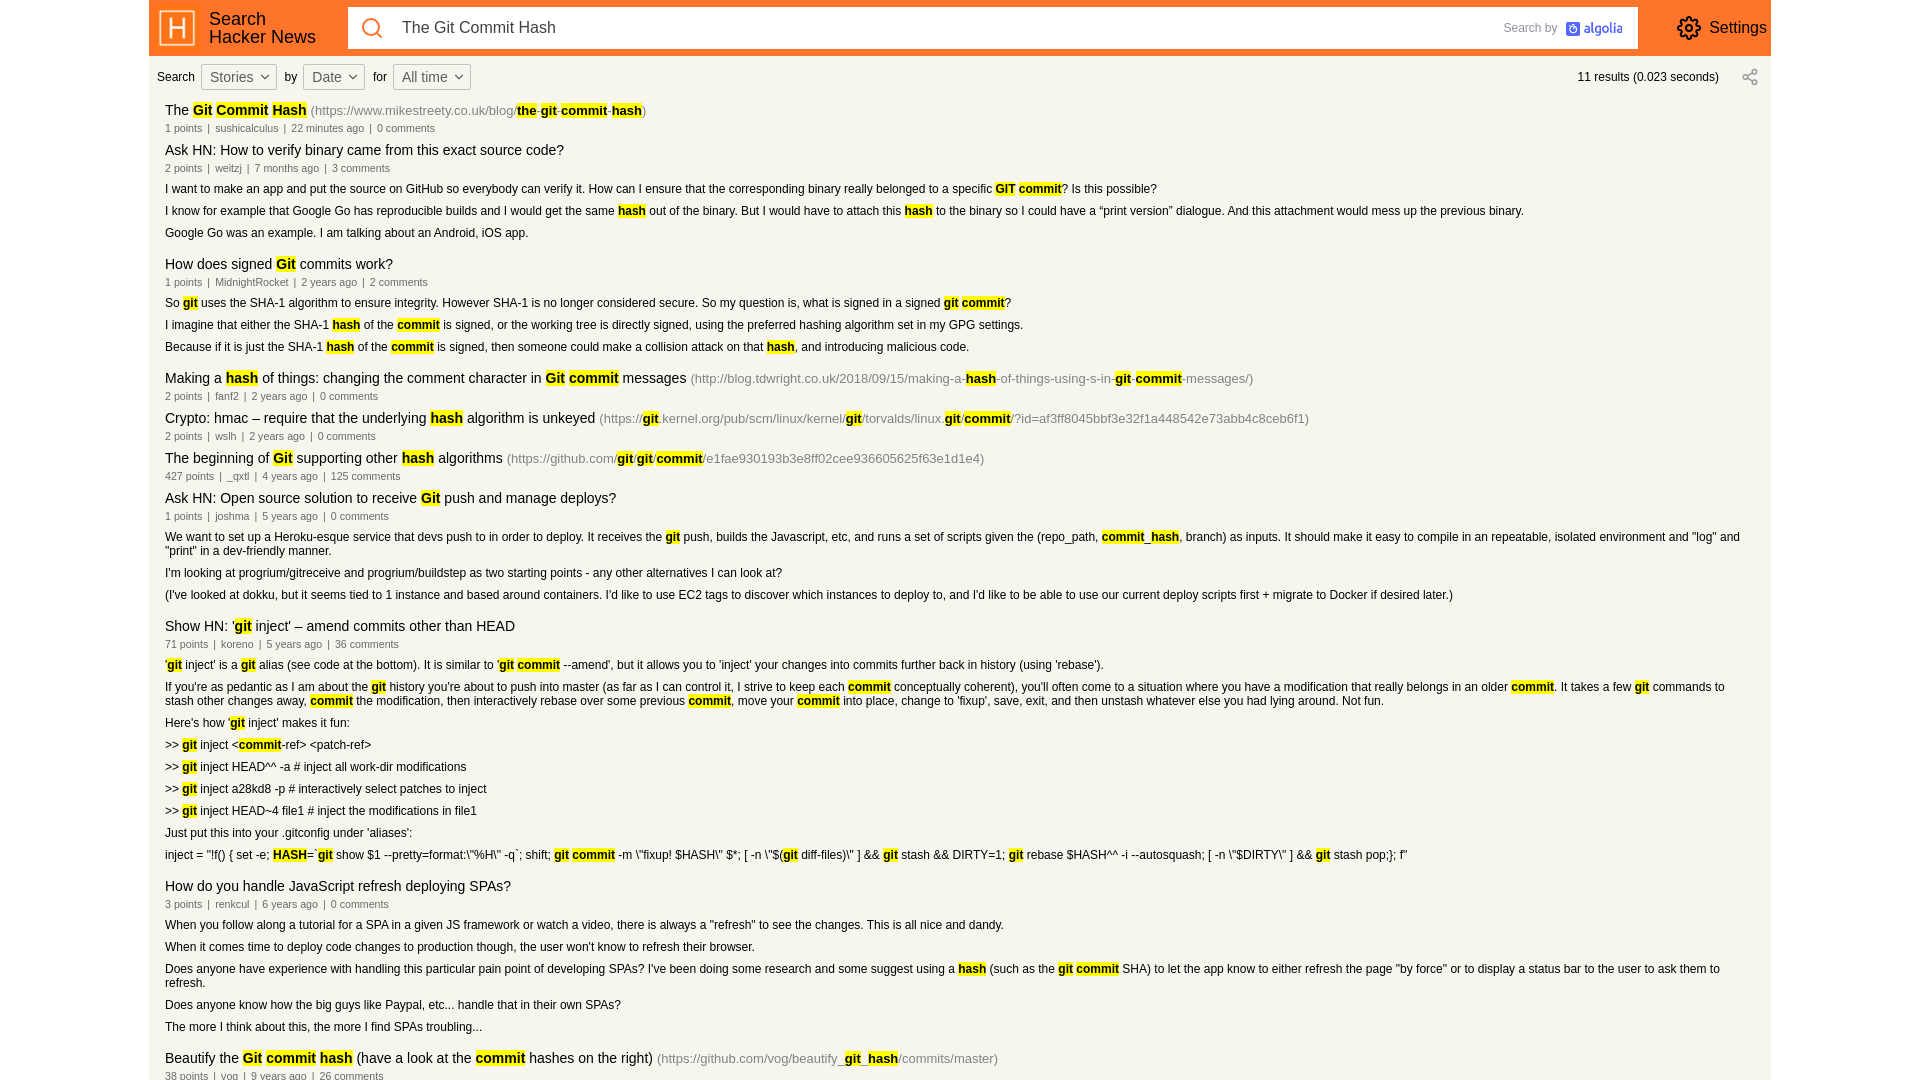 Search
Hacker News
The Git Commit Hash
Search by algolia
Settings
Search Stories by Date for All time
11 results (0.023 seconds)
The Git Commit Hash (https://www.mikestreety.co.uk/blog/the-git-commit-hash)
1 points | sushicalculus | 22 minutes ago | 0 comments
Ask HN: How to verify binary came from this exact source code?
2 points | weitzj | 7 months ago | 3 comments
I want to make an app and put the source on GitHub so everybody can verify it. How can I ensure that the corresponding binary really belonged to a specific GIT commit? Is this possible?
I know for example that Google Go has reproducible builds and I would get the same hash out of the binary. But I would have to attach this hash to the binary so I could have a “print version” dialogue. And this attachment would mess up the previous binary.
Google Go was an example. I am talking about an Android, iOS app.
How does signed Git commits work?
1 points | MidnightRocket | 2 years ago | 2 comments
So git uses the SHA-1 algorithm to ensure integrity. However SHA-1 is no longer considered secure. So my question is, what is signed in a signed git commit?
I imagine that either the SHA-1 hash of the commit is signed, or the working tree is directly signed, using the preferred hashing algorithm set in my GPG settings.
Because if it is just the SHA-1 hash of the commit is signed, then someone could make a collision attack on that hash, and introducing malicious code.
Making a hash of things: changing the comment character in Git commit messages (http://blog.tdwright.co.uk/2018/09/15/making-a-hash-of-things-using-s-in-git-commit-messages/)
2 points | fanf2 | 2 years ago | 0 comments
Crypto: hmac – require that the underlying hash algorithm is unkeyed (https://git.kernel.org/pub/scm/linux/kernel/git/torvalds/linux.git/commit/?id=af3ff8045bbf3e32f1a448542e73abb4c8ceb6f1)
2 points | wslh | 2 years ago | 0 comments
The beginning of Git supporting other hash algorithms (https://github.com/git/git/commit/e1fae930193b3e8ff02cee936605625f63e1d1e4)
427 points | _qxtl | 4 years ago | 125 comments
Ask HN: Open source solution to receive Git push and manage deploys?
1 points | joshma | 5 years ago | 0 comments
We want to set up a Heroku-esque service that devs push to in order to deploy. It receives the git push, builds the Javascript, etc, and runs a set of scripts given the (repo_path, commit_hash, branch) as inputs. It should make it easy to compile in an repeatable, isolated environment and "log" and
"print" in a dev-friendly manner.
I'm looking at progrium/gitreceive and progrium/buildstep as two starting points - any other alternatives I can look at?
(I've looked at dokku, but it seems tied to 1 instance and based around containers. I'd like to use EC2 tags to discover which instances to deploy to, and I'd like to be able to use our current deploy scripts first + migrate to Docker if desired later.)
Show HN: 'git inject' – amend commits other than HEAD
71 points | koreno | 5 years ago | 36 comments
'git inject' is a git alias (see code at the bottom). It is similar to 'git commit --amend', but it allows you to 'inject' your changes into commits further back in history (using 'rebase').
If you're as pedantic as I am about the git history you're about to push into master (as far as I can control it, I strive to keep each commit conceptually coherent), you'll often come to a situation where you have a modification that really belongs in an older commit. It takes a few git commands to
stash other changes away, commit the modification, then interactively rebase over some previous commit, move your commit into place, change to 'fixup', save, exit, and then unstash whatever else you had lying around. Not fun.
Here's how 'git inject' makes it fun:
>> git inject <commit-ref> <patch-ref>
>> git inject HEAD^^ -a # inject all work-dir modifications
>> git inject a28kd8 -p # interactively select patches to inject
>> git inject HEAD~4 file1 # inject the modifications in file1
Just put this into your .gitconfig under 'aliases':
inject = "!f() { set -e; HASH=`git show $1 --pretty=format:\"%H\" -q`; shift; git commit -m \"fixup! $HASH\" $*; [ -n \"$(git diff-files)\" ] && git stash && DIRTY=1; git rebase $HASH^^ -i --autosquash; [ -n \"$DIRTY\" ] && git stash pop;}; f"
How do you handle JavaScript refresh deploying SPAs?
3 points | renkcul | 6 years ago | 0 comments
When you follow along a tutorial for a SPA in a given JS framework or watch a video, there is always a "refresh" to see the changes. This is all nice and dandy.
When it comes time to deploy code changes to production though, the user won't know to refresh their browser.
Does anyone have experience with handling this particular pain point of developing SPAs? I've been doing some research and some suggest using a hash (such as the git commit SHA) to let the app know to either refresh the page "by force" or to display a status bar to the user to ask them to
refresh.
Does anyone know how the big guys like Paypal, etc... handle that in their own SPAs?
The more I think about this, the more I find SPAs troubling...
Beautify the Git commit hash (have a look at the commit hashes on the right) (https://github.com/vog/beautify_git_hash/commits/master)
38 points | vog | 9 years ago | 26 comments